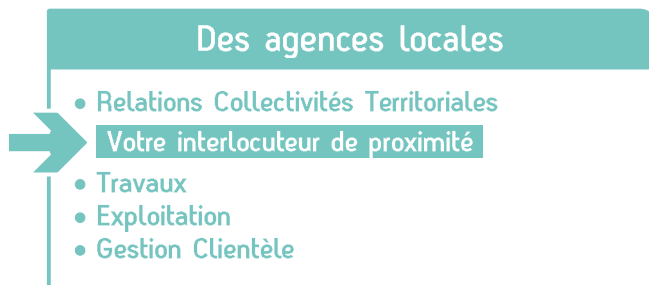 Des agences locales
• Relations Collectivités Territoriales
Votre interlocuteur de proximité
• Travaux
• Exploitation
• Gestion Clientèle